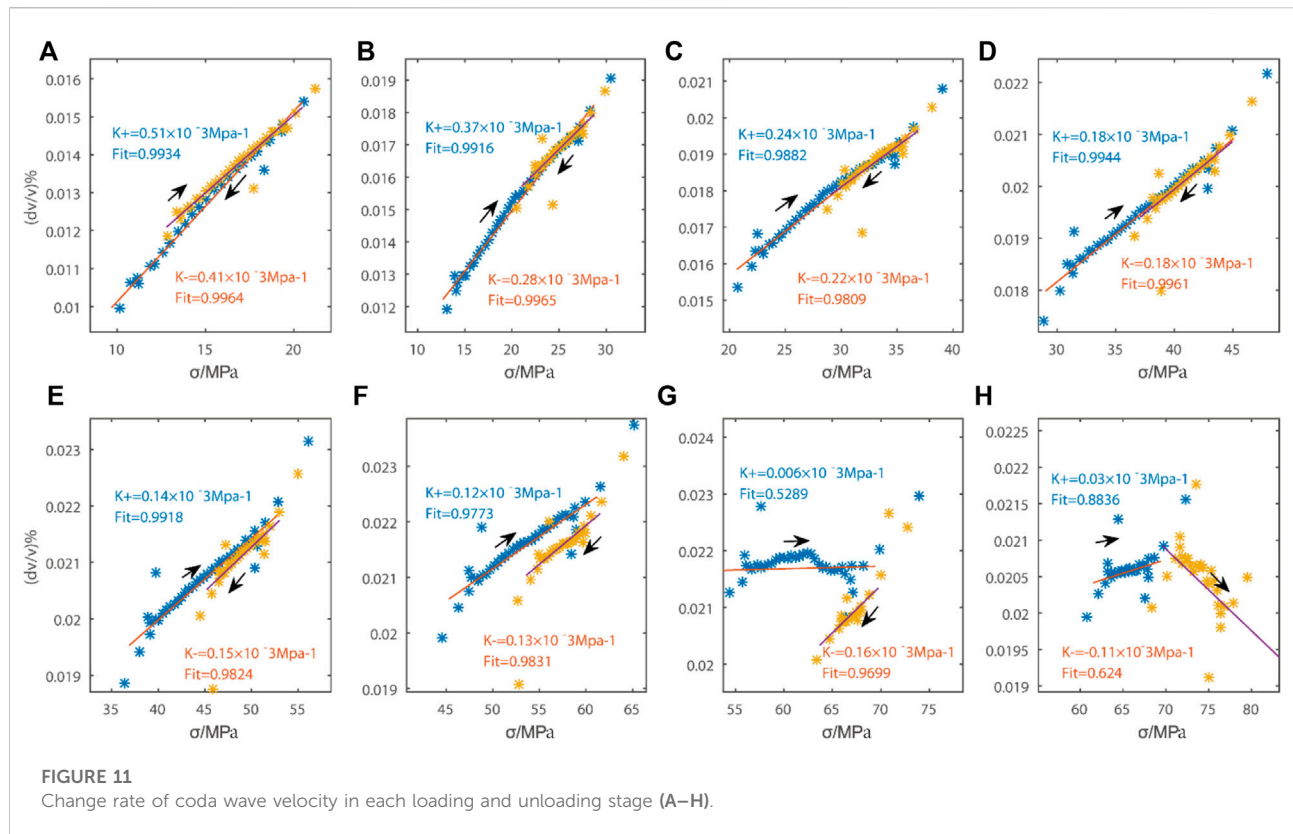 A
(dv/v)%
0.016
0.015
0.014
0.013
0.012
0.011
0.01
K+=0.51×10⁻3Mpa-1
Fit=0.9934
K-=0.41×10⁻3Mpa-1
Fit=0.9964
10 15 20
σ/MPa
B
0.019
0.018
0.017
0.016
0.015
0.014
0.013
0.012
K+=0.37×10⁻3Mpa-1
Fit=0.9916
K-=0.28×10⁻3Mpa-1
Fit=0.9965
10 15 20 25 30
σ/MPa
C
0.021
0.02
0.019
0.018
0.017
0.016
0.015
K+=0.24×10⁻3Mpa-1
Fit=0.9882
K-=0.22×10⁻3Mpa-1
Fit=0.9809
20 25 30 35 40
σ/MPa
D
0.022
0.021
0.02
0.019
0.018
K+=0.18×10⁻3Mpa-1
Fit=0.9944
K-=0.18×10⁻3Mpa-1
Fit=0.9961
30 35 40 45
σ/MPa
E
(dv/v)%
0.023
0.022
0.021
0.02
0.019
K+=0.14×10⁻3Mpa-1
Fit=0.9918
K-=0.15×10⁻3Mpa-1
Fit=0.9824
35 40 45 50 55
σ/MPa
F
0.023
0.022
0.021
0.02
0.019
K+=0.12×10⁻3Mpa-1
Fit=0.9773
K-=0.13×10⁻3Mpa-1
Fit=0.9831
45 50 55 60 65
σ/MPa
G
0.024
0.023
0.022
0.021
0.02
K+=0.006×10⁻3Mpa-1
Fit=0.5289
K-=0.16×10⁻3Mpa-1
Fit=0.9699
55 60 65 70 75
σ/MPa
H
0.0225
0.022
0.0215
0.021
0.0205
0.02
0.0195
0.019
K+=0.03×10⁻3Mpa-1
Fit=0.8836
K-=-0.11×10⁻3Mpa-1
Fit=0.624
60 65 70 75 80
σ/MPa
FIGURE 11
Change rate of coda wave velocity in each loading and unloading stage (A–H).